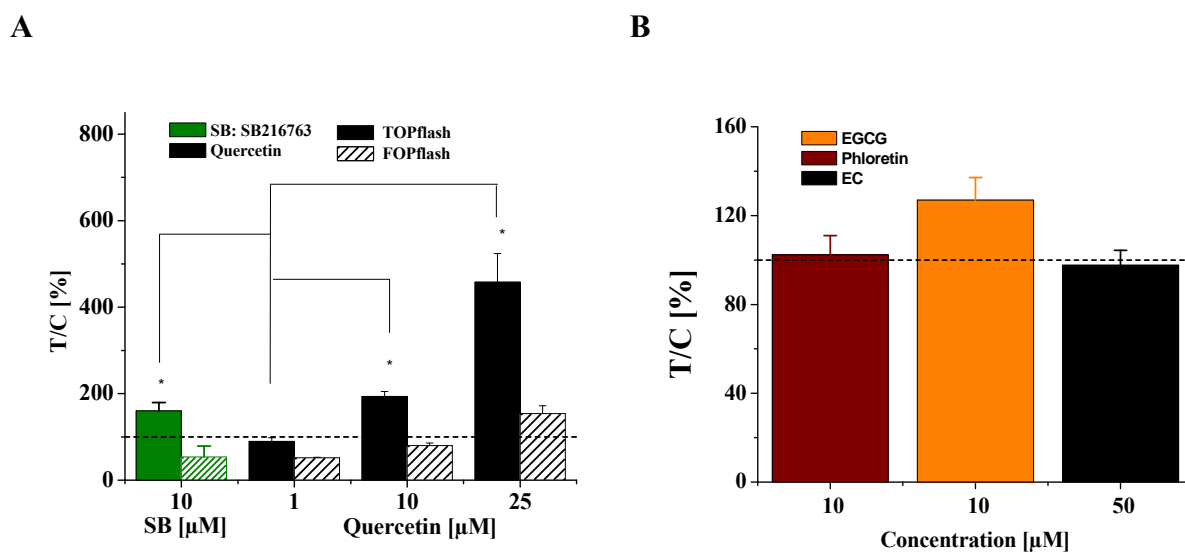 A
B
SB: SB216763
TOPflash
Quercetin
FOPflash
800
600
400
200
0
T/C [%]
*
*
*
10
1
10
25
SB [µM]
Quercetin [µM]
EGCG
Phloretin
EC
160
120
80
40
0
T/C [%]
10
10
50
Concentration [µM]